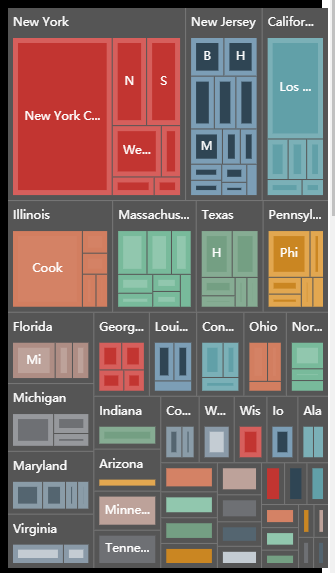 New York
New Jersey
Califor...
New York C...
N
S
We...
B
H
M
Los ...
Illinois
Massachus...
Texas
Pennsyl...
Cook
H
Phi
Florida
Georg...
Loui...
Con...
Ohio
Nor...
Mi
Michigan
Indiana
Co...
W...
Wis
Io
Ala
Maryland
Arizona
Minne...
Virginia
Tenne...